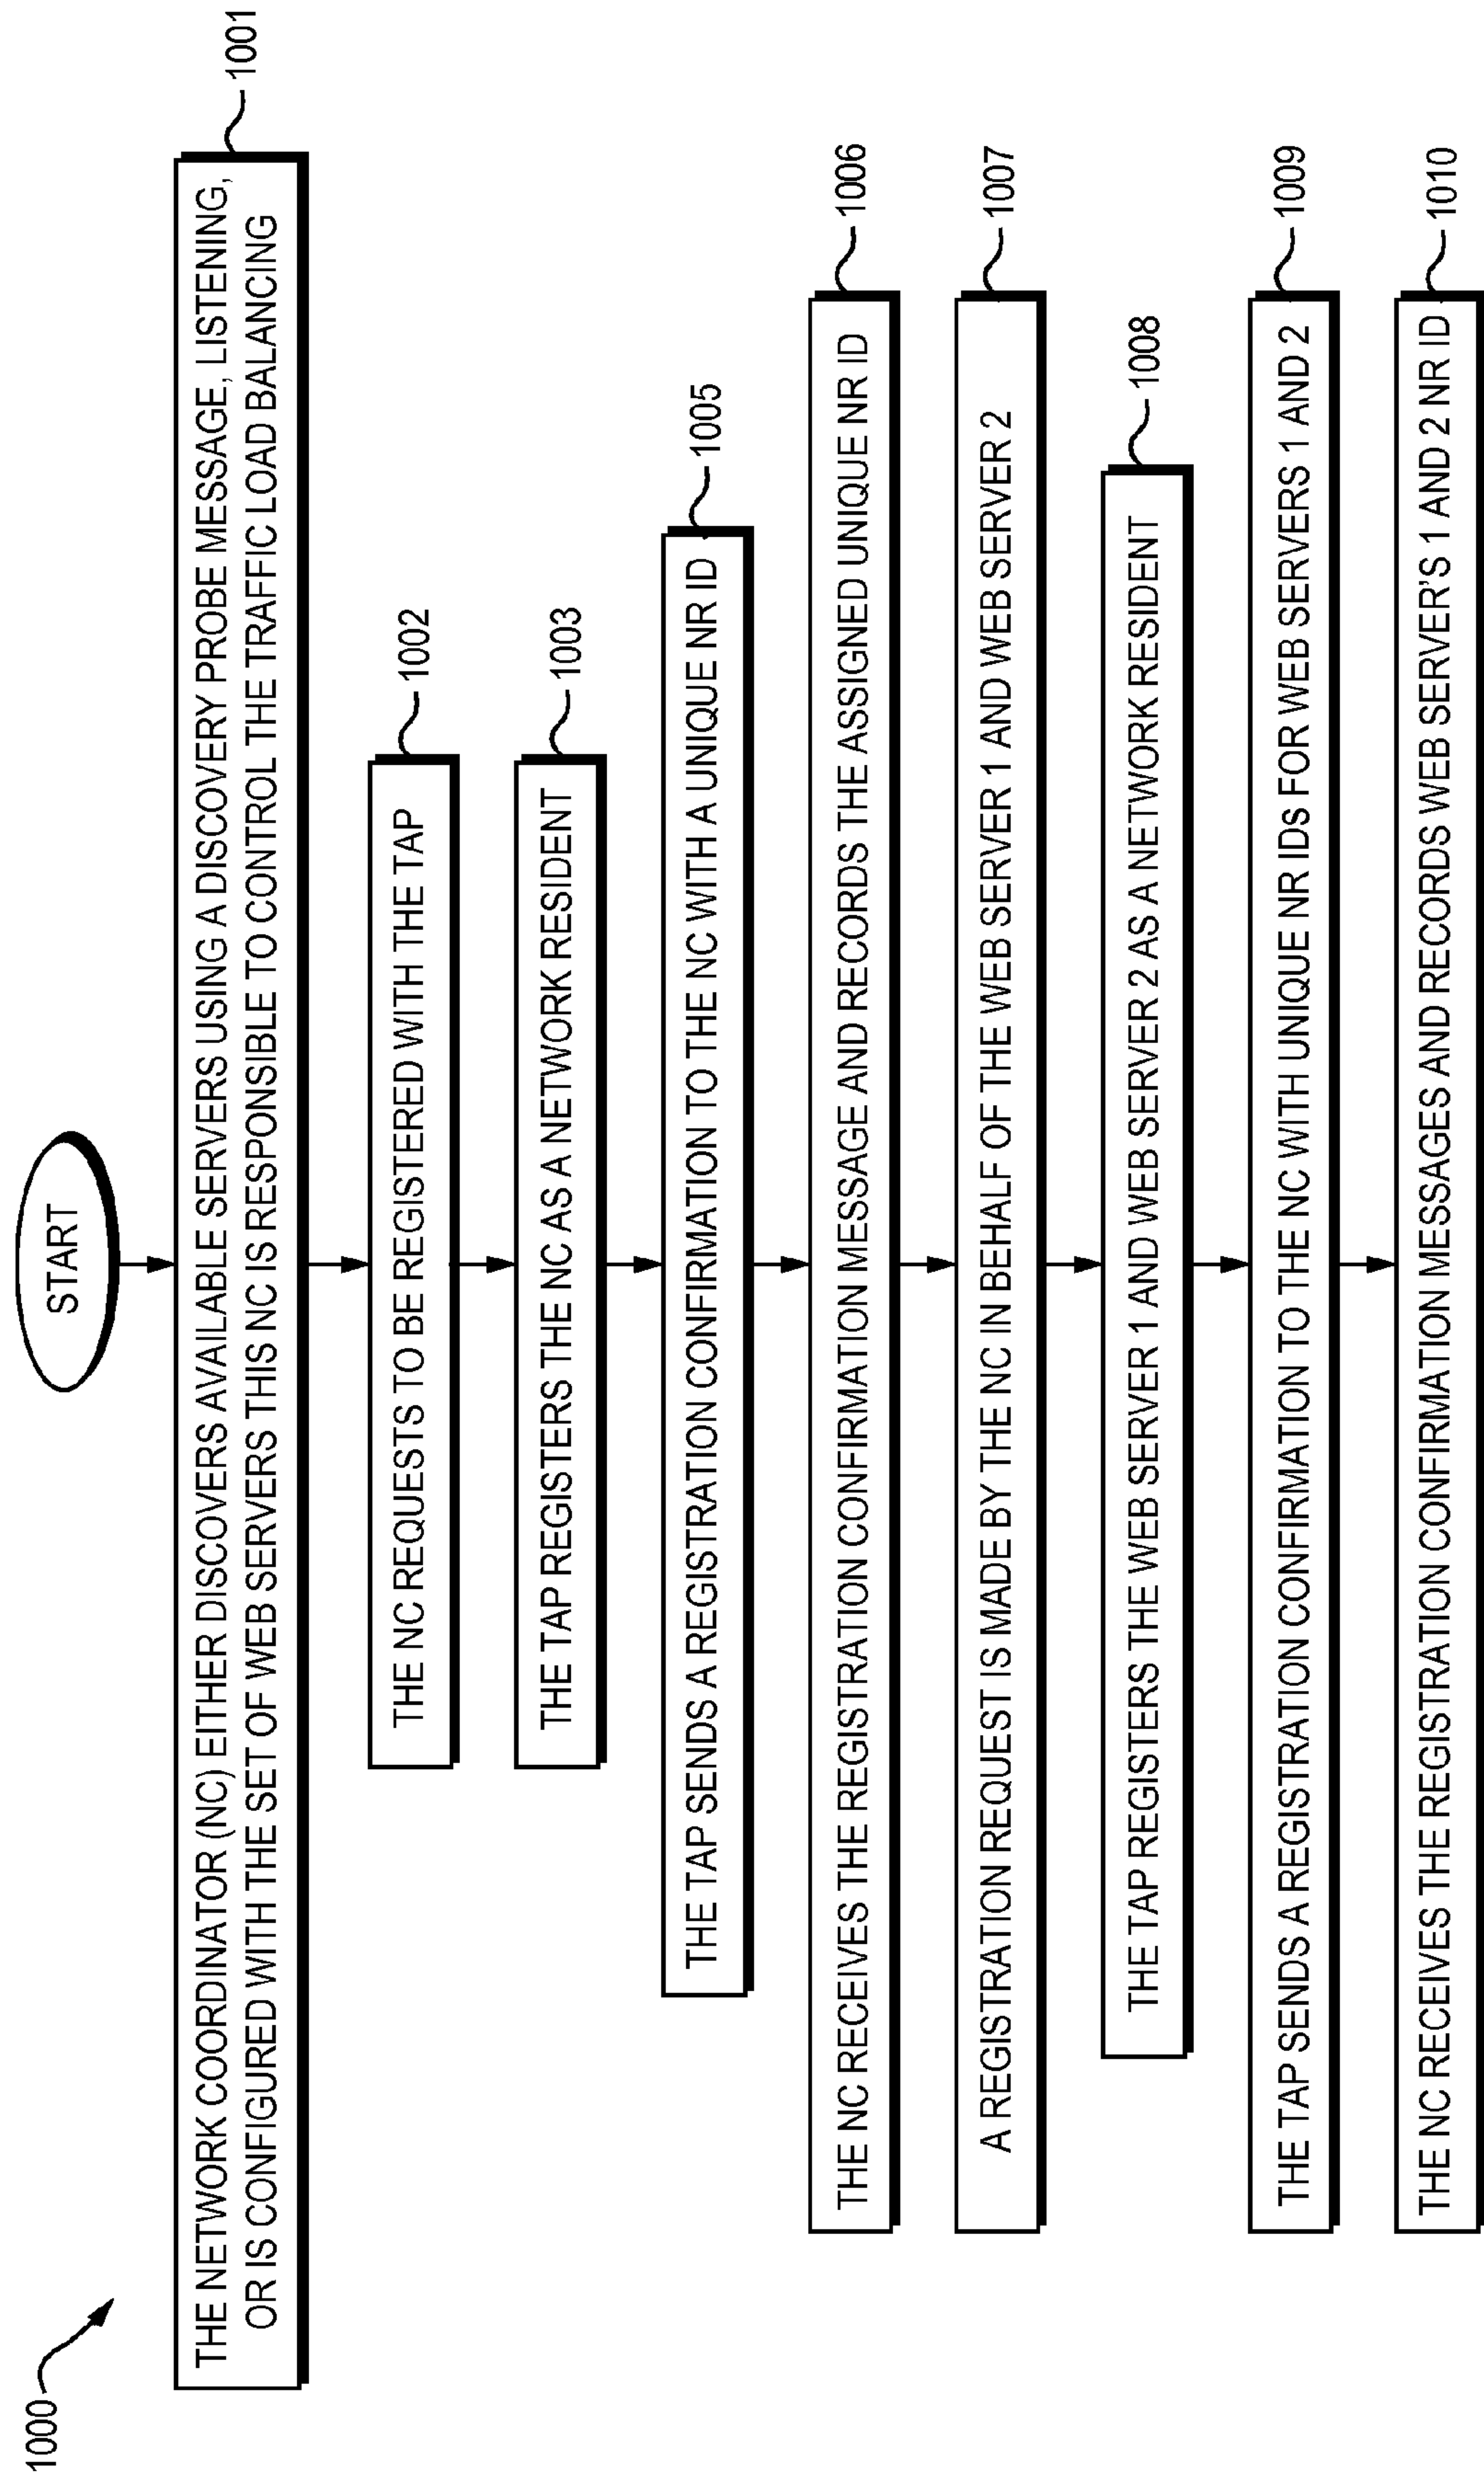 1000
START
THE NETWORK COORDINATOR (NC) EITHER DISCOVERS AVAILABLE SERVERS USING A DISCOVERY PROBE MESSAGE, LISTENING,
OR IS CONFIGURED WITH THE SET OF WEB SERVERS THIS NC IS RESPONSIBLE TO CONTROL THE TRAFFIC LOAD BALANCING
1001
THE NC REQUESTS TO BE REGISTERED WITH THE TAP
1002
THE TAP REGISTERS THE NC AS A NETWORK RESIDENT
1003
THE TAP SENDS A REGISTRATION CONFIRMATION TO THE NC WITH A UNIQUE NR ID
1005
THE NC RECEIVES THE REGISTRATION CONFIRMATION MESSAGE AND RECORDS THE ASSIGNED UNIQUE NR ID
1006
A REGISTRATION REQUEST IS MADE BY THE NC IN BEHALF OF THE WEB SERVER 1 AND WEB SERVER 2
1007
THE TAP REGISTERS THE WEB SERVER 1 AND WEB SERVER 2 AS A NETWORK RESIDENT
1008
THE TAP SENDS A REGISTRATION CONFIRMATION TO THE NC WITH UNIQUE NR IDs FOR WEB SERVERS 1 AND 2
1009
THE NC RECEIVES THE REGISTRATION CONFIRMATION MESSAGES AND RECORDS WEB SERVER'S 1 AND 2 NR ID
1010